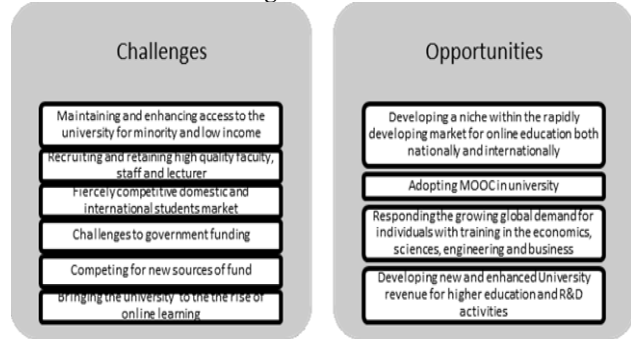 Challenges
Maintaining and enhancing access to the
university for minority and low income
Recruiting and retaining high quality faculty,
staff and lecturer
Fiercely competitive domestic and
international students market
Challenges to government funding
Competing for new sources of fund
Bringing the university to the the rise of
online learning
Opportunities
Developing a niche within the rapidly
developing market for online education both
nationally and internationally
Adopting MOOC in university
Responding the growing global demand for
individuals with training in the economics,
sciences, engineering and business
Developing new and enhanced University
revenue for higher education and R&D
activities